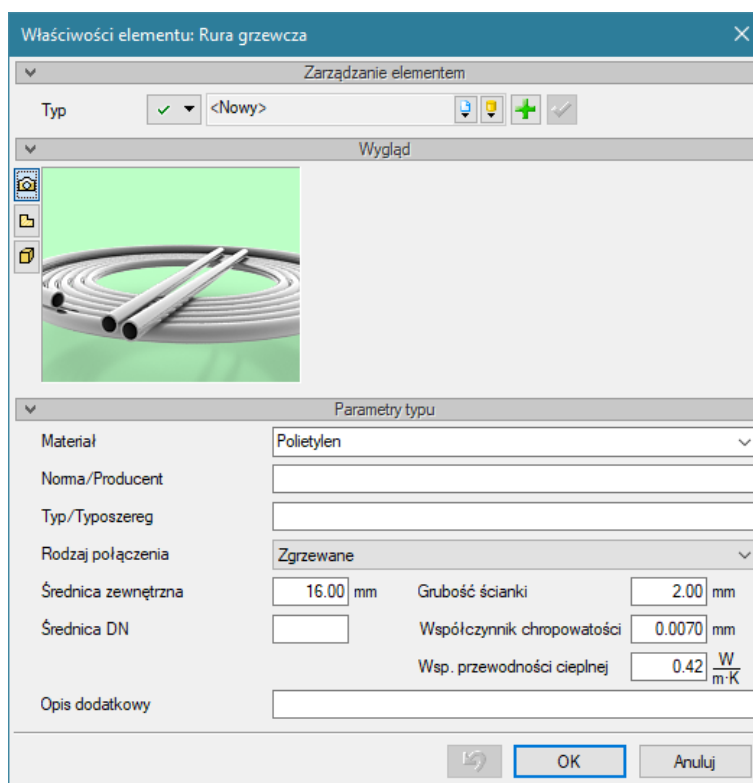 Właściwości elementu: Rura grzewcza
Zarządzanie elementem
Typ <Nowy>
Wygląd
Parametry typu
Materiał Polietylen
Norma/Producent
Typ/Typoszereg
Rodzaj połączenia Zgrzewane
Średnica zewnętrzna 16.00 mm Grubość ścianki 2.00 mm
Średnica DN Współczynnik chropowatości 0.0070 mm
Wsp. przewodności cieplnej 0.42 W/m·K
Opis dodatkowy
OK Anuluj